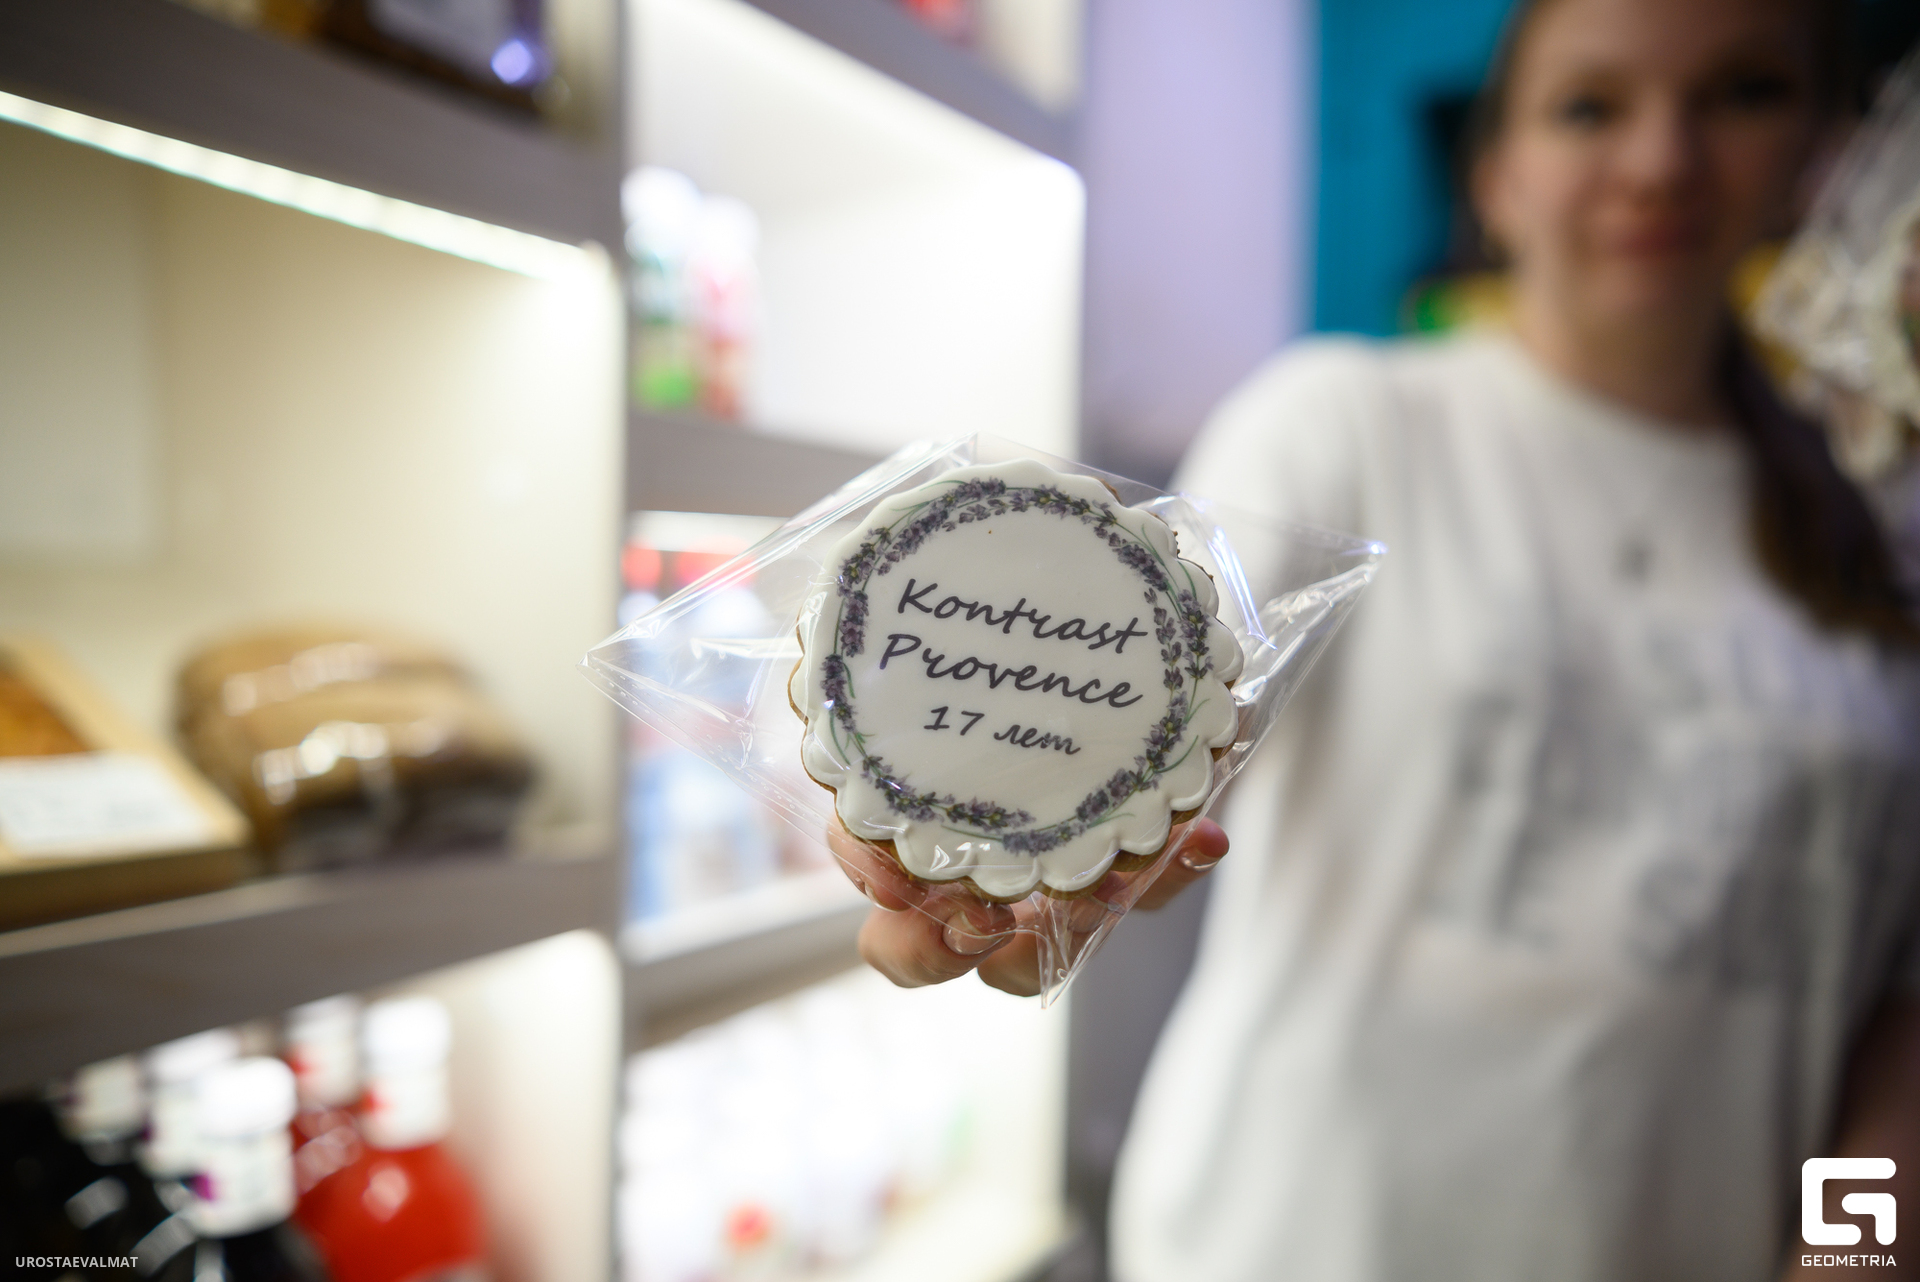 Kontrast
Provence
17 лет
UROSTAEVALMAT
GEOMETRIA